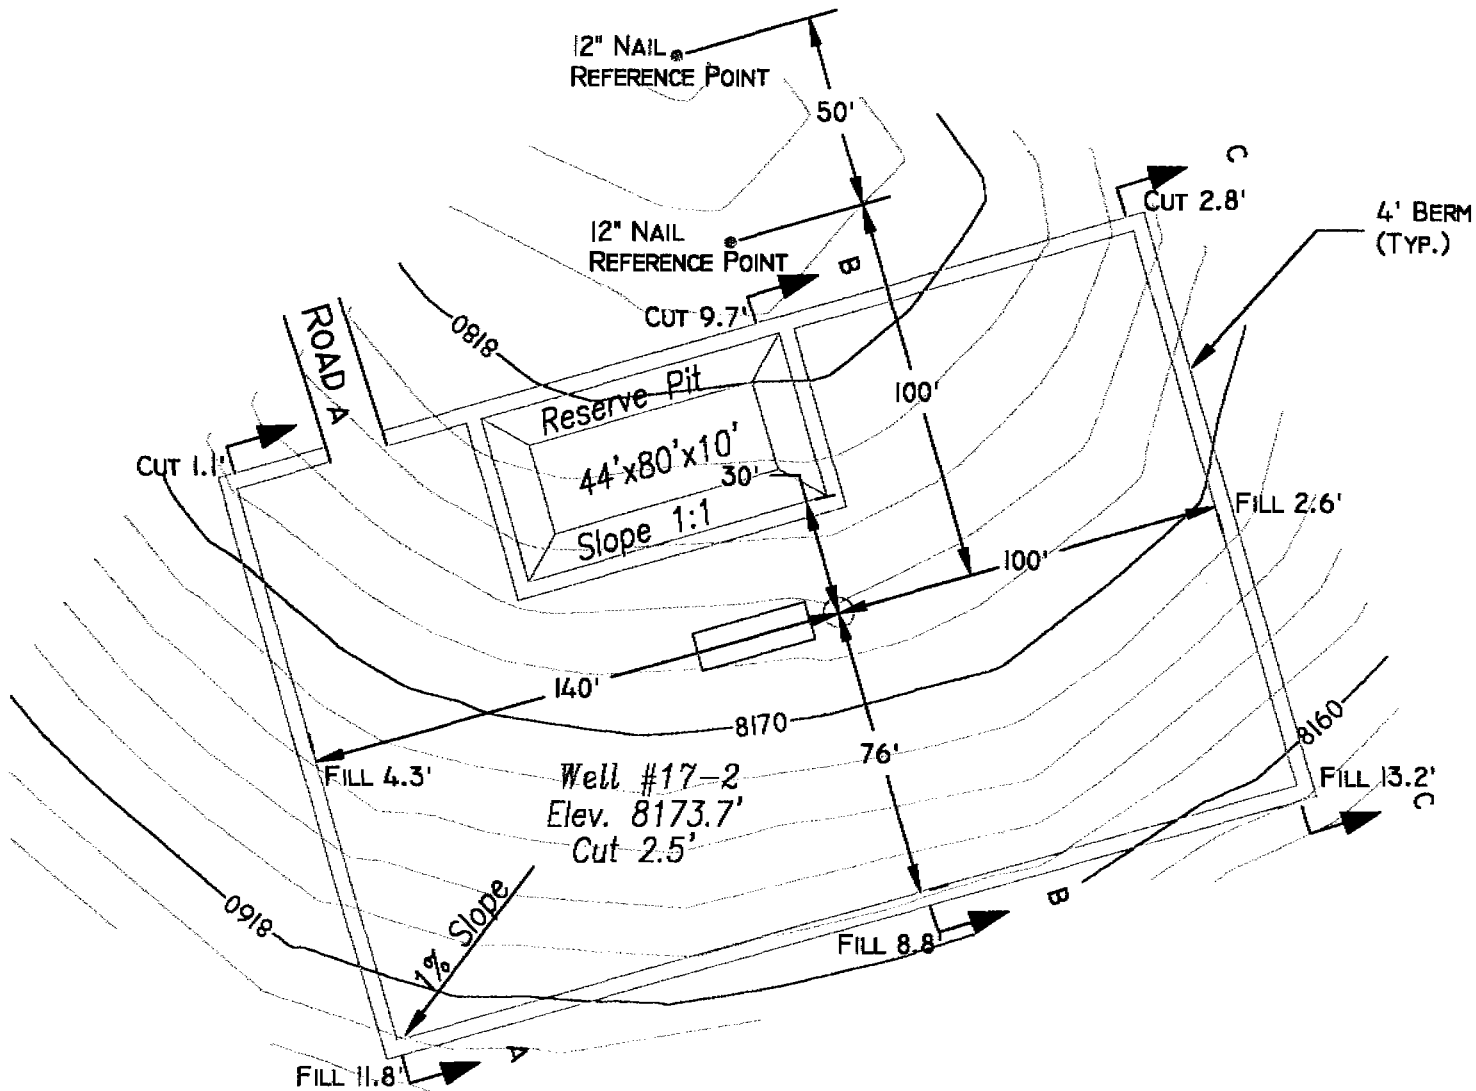 12" NAIL
REFERENCE POINT
50'
C
CUT 2.8'
4' BERM
(TYP.)
12" NAIL
REFERENCE POINT
B
CUT 9.7'
ROAD A
8180
Reserve Pit
100'
44'x80'x10'
30'
CUT 1.1'
Slope 1:1
FILL 2.6'
100'
140'
8170
76'
8160
FILL 4.3'
Well #17-2
Elev. 8173.7'
Cut 2.5'
FILL 13.2'
C
1% Slope
8160
B
FILL 8.8'
A
FILL 11.8'